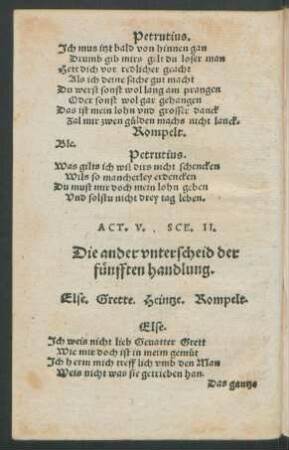 Petrutius.
Ich mus itzt bald von hinnen gan
Drumb gib mirs gilt du loser man
Hett dich vor redlicher geacht
Als ich deine sache gut macht
Du werst sonst wol lang am prangen
Oder sonst wol gar gehangen
Das ist mein lohn vnd grosser danck
Fal mir zwen gülden machs nicht lanck.
Rompelt.
Ble.
Petrutius.
Was gilts ich wil dirs nicht schencken
Wils so mancherley erdencken
Du must mir doch mein lohn geben
Vnd solstu nicht drey tag leben.
ACT. V. SCE. II.
Die ander vnterscheid der
fünfften handlung.
Else. Grette. Heintze. Rompelt.
Else.
Ich weis nicht lieb Geuatter Grett
Wie mir doch ist in meim gemüt
Ich herm mich treff lich vmb den Man
Weis nicht was sie getrieben han.
Das gantze